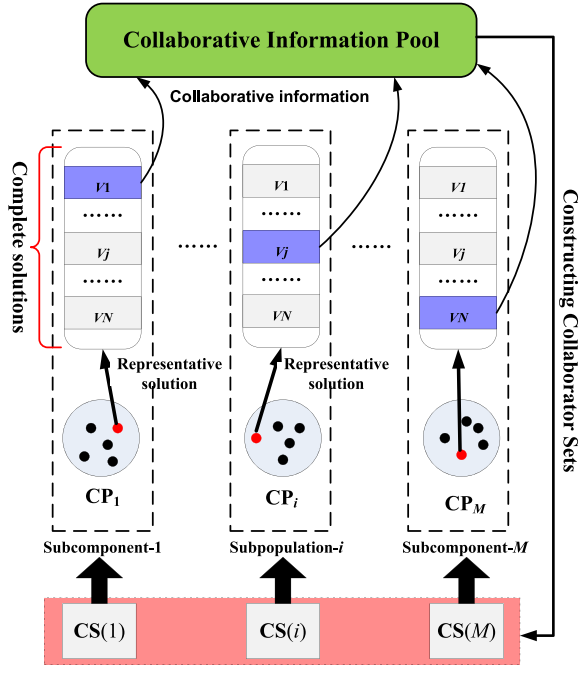 Collaborative Information Pool
Collaborative information
Complete solutions
V1
......
Vj
......
VN
......
V1
......
Vj
......
VN
......
V1
......
Vj
......
VN
Constructing Collaborator Sets
Representative
solution
Representative
solution
CP1
CPi
CPM
Subcomponent-1
Subpopulation-i
Subcomponent-M
CS(1)
CS(i)
CS(M)